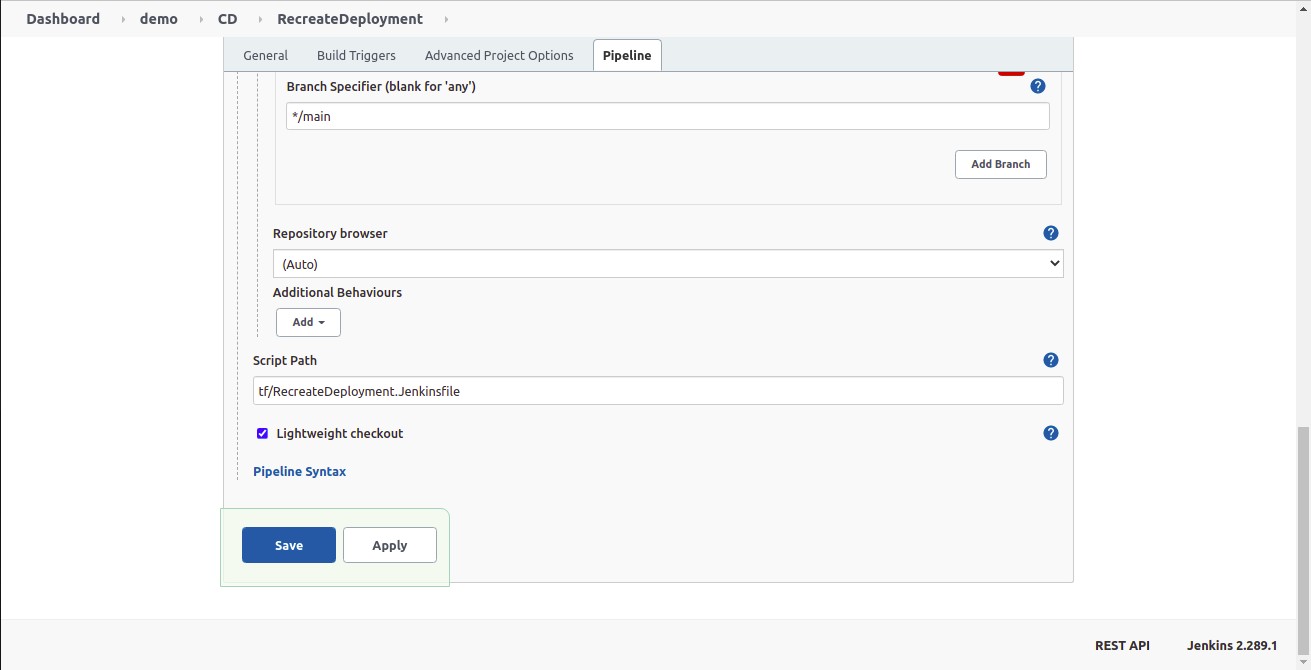 Dashboard demo CD RecreateDeployment
General Build Triggers Advanced Project Options Pipeline
Branch Specifier (blank for 'any')
?
*/main
Add Branch
Repository browser
?
(Auto)
Additional Behaviours
Add
Script Path
?
tf/RecreateDeployment.Jenkinsfile
Lightweight checkout
?
Pipeline Syntax
Save Apply
REST API Jenkins 2.289.1